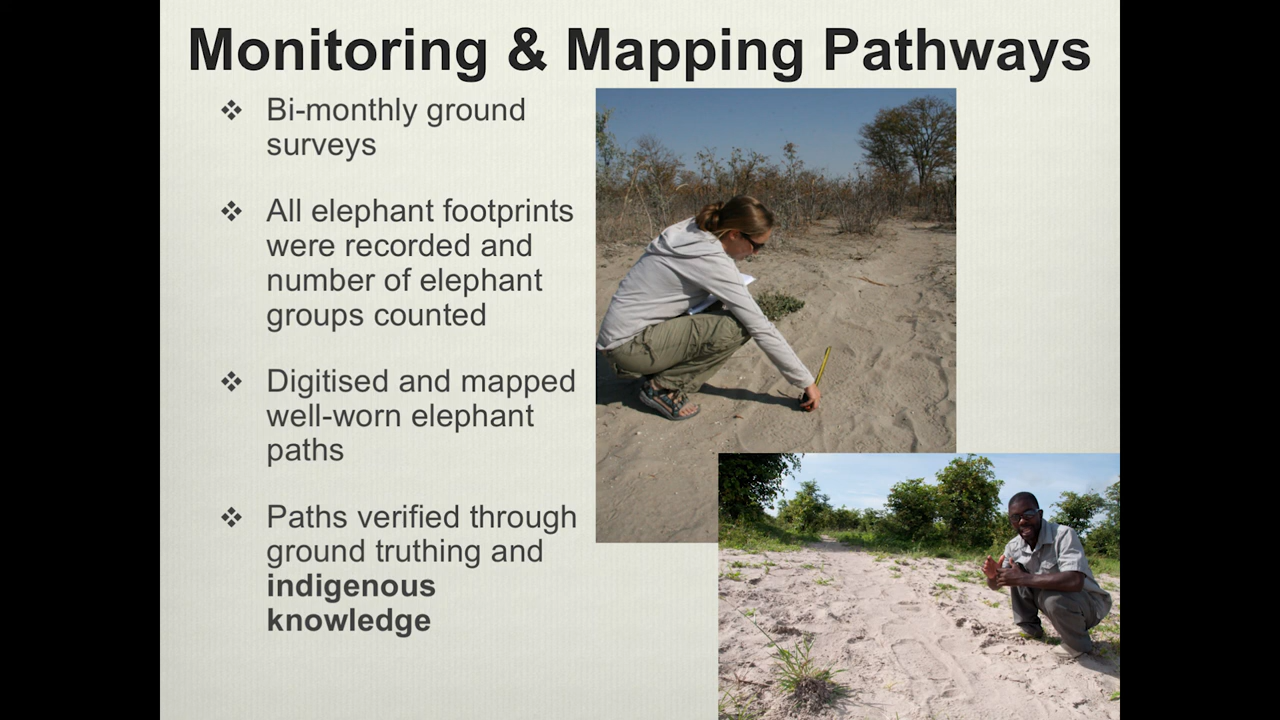 Monitoring & Mapping Pathways
❖ Bi-monthly ground
surveys
❖ All elephant footprints
were recorded and
number of elephant
groups counted
❖ Digitised and mapped
well-worn elephant
paths
❖ Paths verified through
ground truthing and
indigenous
knowledge